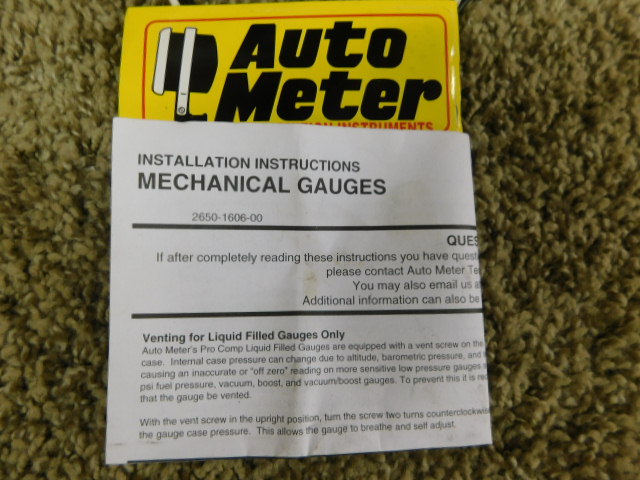 Auto
Meter
INSTRUMENTS
INSTALLATION INSTRUCTIONS
MECHANICAL GAUGES
2650-1606-00
QUES
If after completely reading these instructions you have questi
please contact Auto Meter Te
You may also email us a
Additional information can also be
Venting for Liquid Filled Gauges Only
Auto Meter's Pro Comp Liquid Filled Gauges are equipped with a vent screw on the
case. Internal case pressure can change due to altitude, barometric pressure, and
causing an inaccurate or "off zero" reading on more sensitive low pressure gauges
psi fuel pressure, vacuum, boost, and vacuum/boost gauges. To prevent this it is rec
that the gauge be vented.
With the vent screw in the upright position, turn the screw two turns counterclockwise
the gauge case pressure. This allows the gauge to breathe and self adjust.